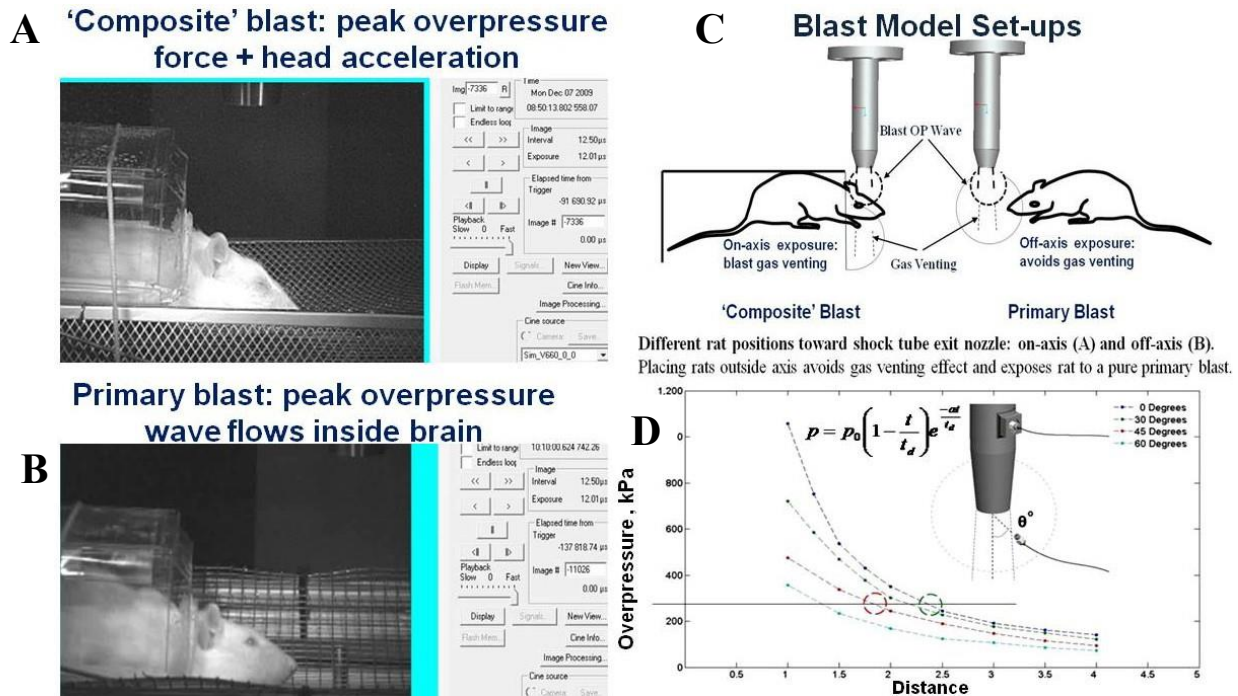 A
'Composite' blast: peak overpressure
force + head acceleration
Img -7336 R
Limit to range
Endless loop
<< >>
< >
Playback
Slow 0 Fast
Time
Mon Dec 07 2009
08:50:13.802 558.07
Image
Interval 12.50µs
Exposure 12.01µs
Elapsed time from
Trigger
-91 690.92 µs
Image # -7336
0.00 µs
Display Signals... New View...
Flash Mem... Cine Info...
Image Processing...
Cine source
Camera Save...
Sim_V660_0_0
B
Primary blast: peak overpressure
wave flows inside brain
Limit to range
Endless loop
10:10:00.624 742.26
<< >>
< >
Playback
Slow 0 Fast
Image
Interval 12.50µs
Exposure 12.01µs
Elapsed time from
Trigger
-137 818.74 µs
Image # -11026
0.00 µs
Display Signals... New View...
Flash Mem... Cine Info...
Image Processing...
Cine source
Camera Save...
C
Blast Model Set-ups
Blast OP Wave
On-axis exposure:
blast gas venting
Gas Venting
Off-axis exposure:
avoids gas venting
'Composite' Blast
Primary Blast
Different rat positions toward shock tube exit nozzle: on-axis (A) and off-axis (B).
Placing rats outside axis avoids gas venting effect and exposes rat to a pure primary blast.
D
p = p₀(1 - t/t_d)e^(-αt/t_d)
θ°
0 Degrees
30 Degrees
45 Degrees
60 Degrees
Overpressure, kPa
1,200
0
800
600
400
200
0
0 0.5 1 1.5 2 2.5 3 3.5 4 4.5 5
Distance